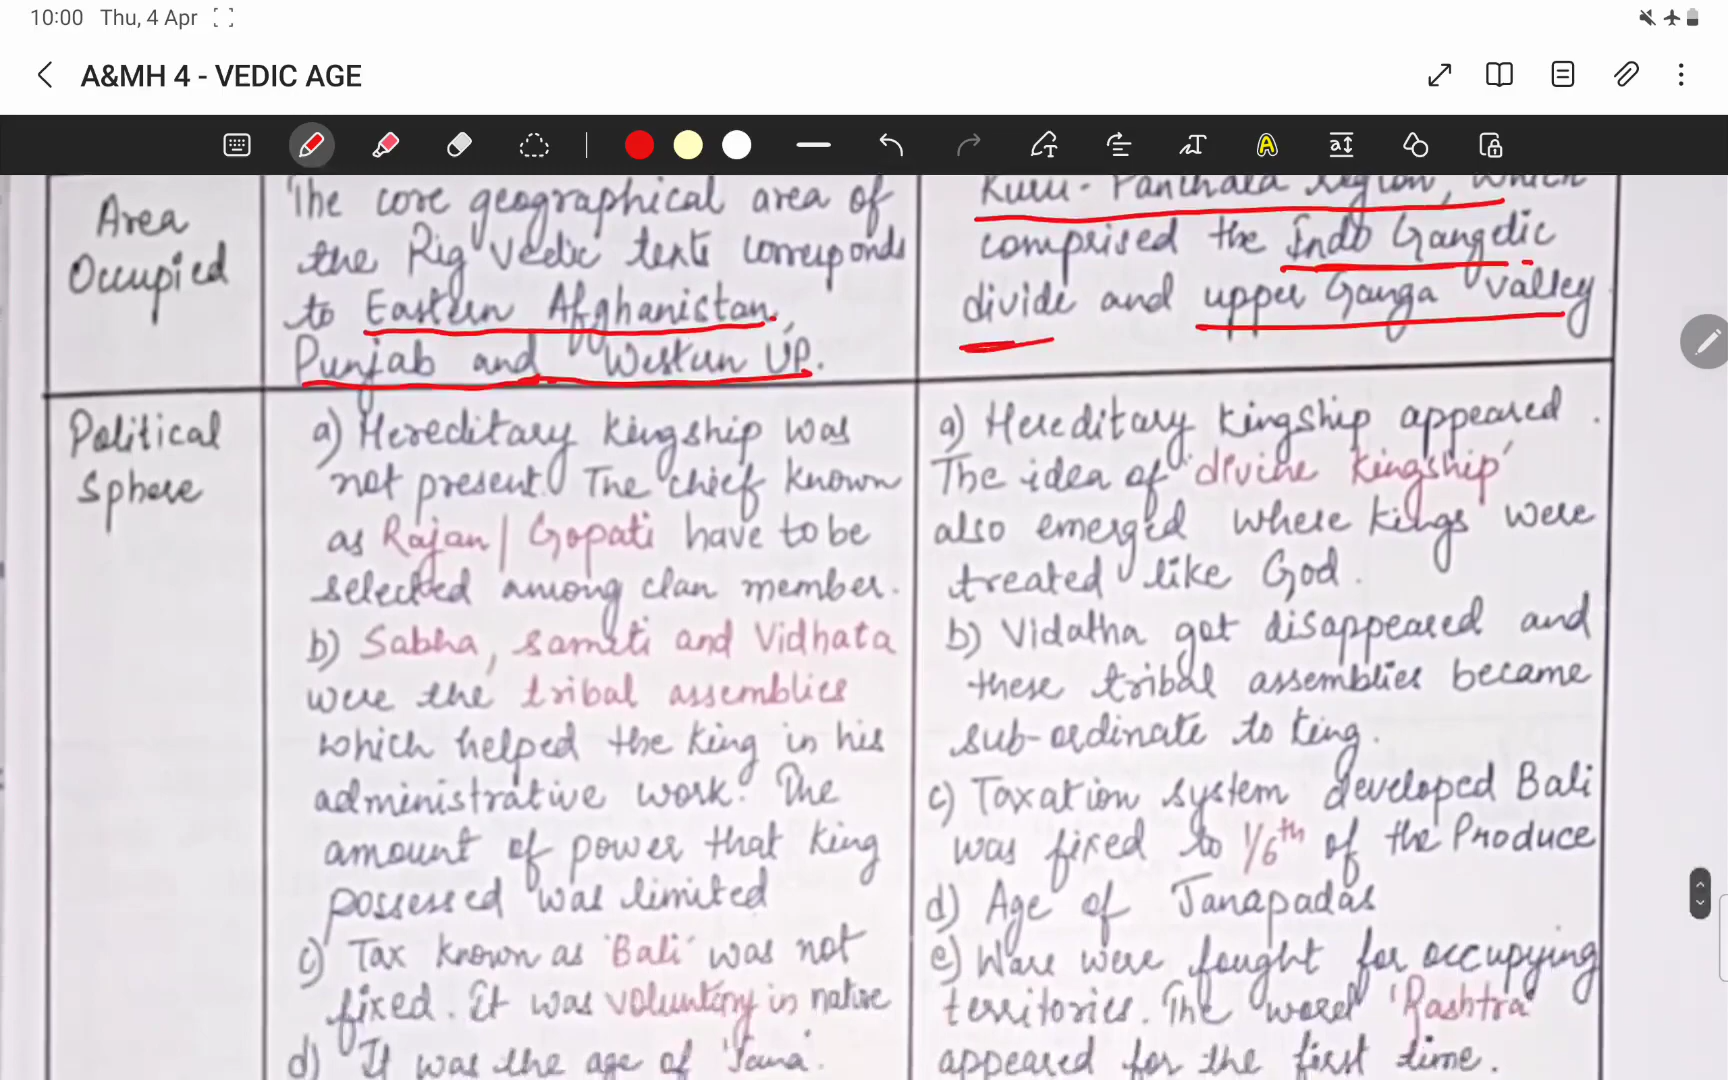 10:00 Thu, 4 Apr
A&MH 4 - VEDIC AGE
Area
Occupied
The core geographical area of
the Rig Vedic texts corresponds
to Eastern Afghanistan,
Punjab and Western UP.
Kuru - Panchala region, which
comprised the Indo Gangetic
divide and upper Ganga valley.
Political
Sphere
a) Hereditary kingship was
not present. The chief known
as Rajan | Gopati have to be
selected among clan member.
b) Sabha, samiti and Vidhata
were the tribal assemblies
which helped the king in his
administrative work. The
amount of power that king
possessed was limited
c) Tax known as 'Bali' was not
fixed. It was voluntary in native
d) It was the age of 'Jana'.
a) Hereditary kingship appeared.
The idea of 'divine kingship'
also emerged where kings were
treated like God.
b) Vidatha got disappeared and
these tribal assemblies became
sub-ordinate to king.
c) Taxation system developed Bali
was fixed to 1/6th of the Produce
d) Age of Janapadas
e) Wars were fought for occupying
territories. The word 'Rashtra'
appeared for the first time.